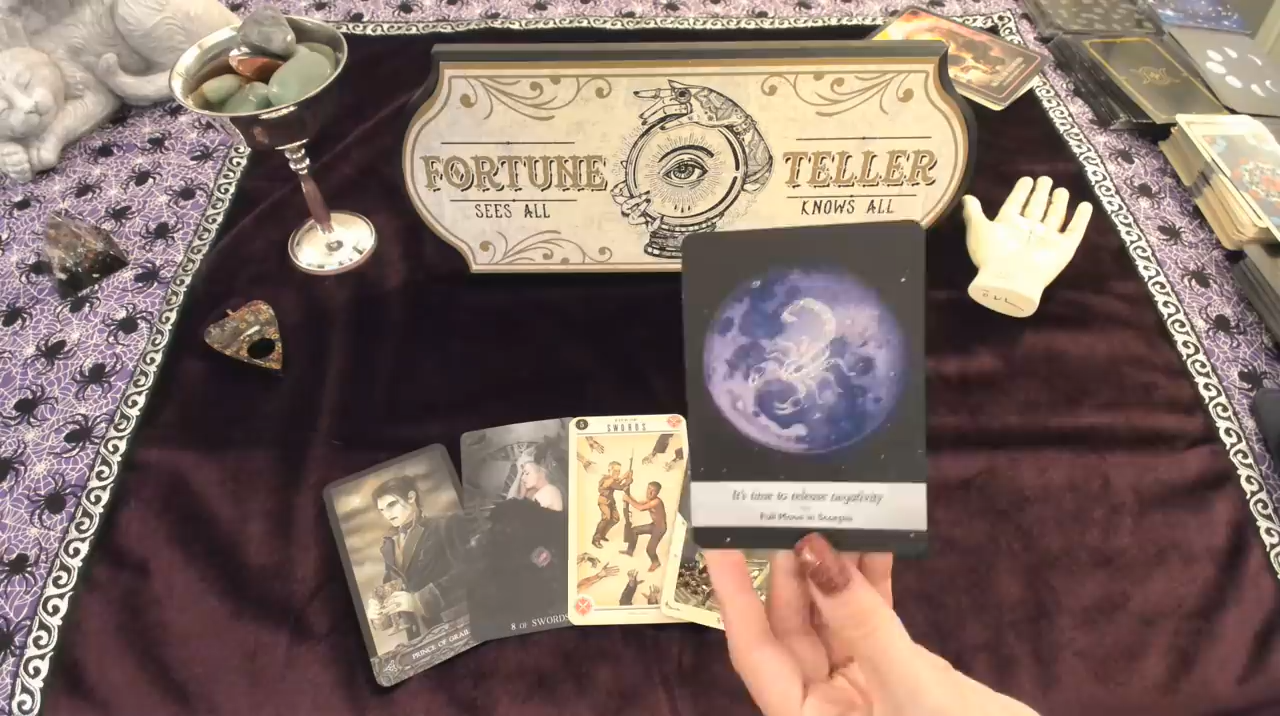 FORTUNE TELLER
SEES ALL
KNOWS ALL
It's time to release negativity
Full Moon in Scorpio
5
SWORDS
PRINCE OF GRAIL
8 OF SWORDS